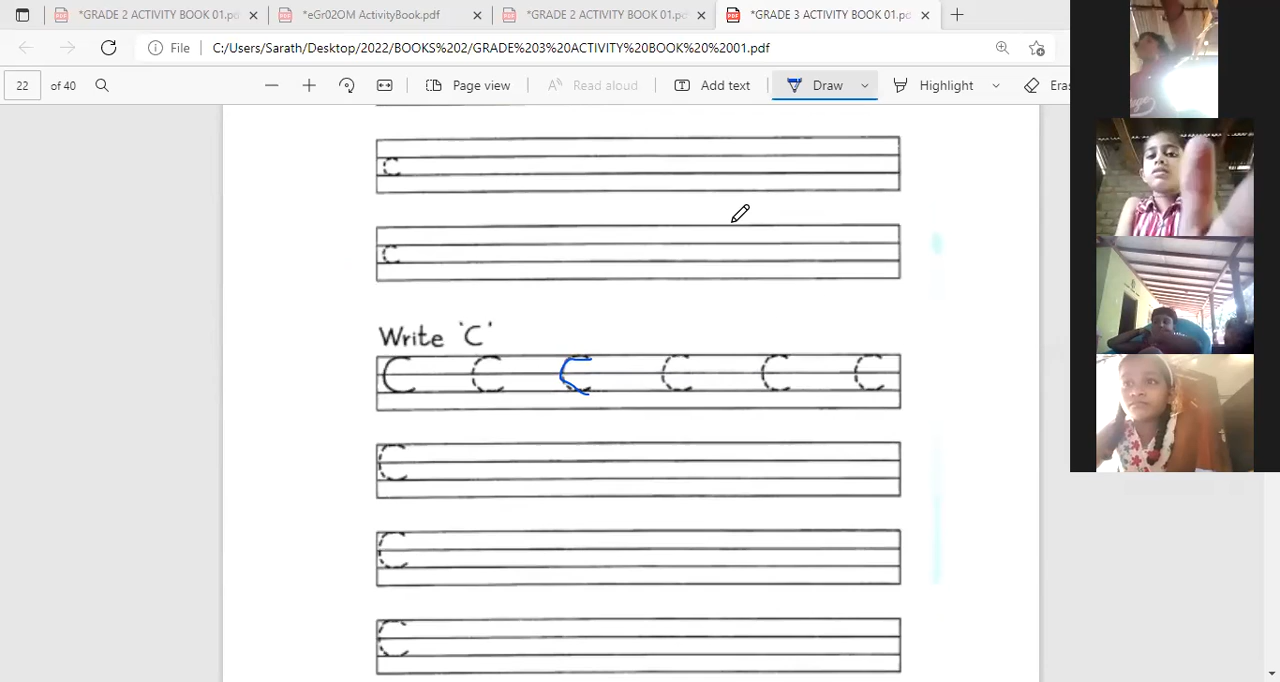 *GRADE 2 ACTIVITY BOOK 01.pd
*eGr02OM ActivityBook.pdf
*GRADE 2 ACTIVITY BOOK 01.pd
*GRADE 3 ACTIVITY BOOK 01.pd
File
C:/Users/Sarath/Desktop/2022/BOOKS%202/GRADE%203%20ACTIVITY%20BOOK%20%2001.pdf
22 of 40
Page view
Read aloud
Add text
Draw
Highlight
Eras
c
c
Write 'C'
C C C C C C
C
C
C